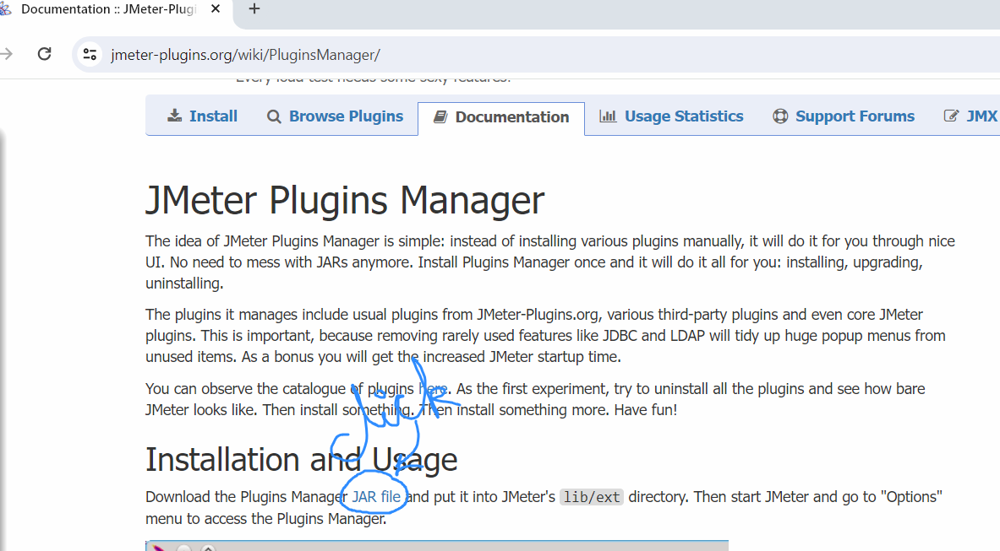 Documentation :: JMeter-Plugi
jmeter-plugins.org/wiki/PluginsManager/
Every load test needs some sexy features!
Install Browse Plugins Documentation Usage Statistics Support Forums JMX
JMeter Plugins Manager
The idea of JMeter Plugins Manager is simple: instead of installing various plugins manually, it will do it for you through nice
UI. No need to mess with JARs anymore. Install Plugins Manager once and it will do it all for you: installing, upgrading,
uninstalling.
The plugins it manages include usual plugins from JMeter-Plugins.org, various third-party plugins and even core JMeter
plugins. This is important, because removing rarely used features like JDBC and LDAP will tidy up huge popup menus from
unused items. As a bonus you will get the increased JMeter startup time.
You can observe the catalogue of plugins here. As the first experiment, try to uninstall all the plugins and see how bare
JMeter looks like. Then install something. Then install something more. Have fun!
click
Installation and Usage
Download the Plugins Manager JAR file and put it into JMeter's lib/ext directory. Then start JMeter and go to "Options"
menu to access the Plugins Manager.